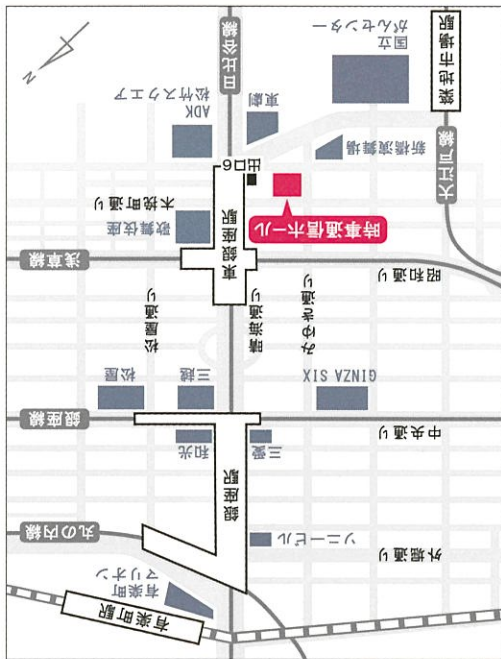 有楽町駅
有楽町
マリオン
丸の内線
銀座駅
ソニービル
外堀通り
和光
三愛
中央通り
銀座線
松屋
三越
GINZA SIX
松屋通り
晴海通り
みゆき通り
浅草線
東銀座駅
昭和通り
歌舞伎座
木挽町通り
時事通信ホール
出口6
ADK
松竹スクエア
東劇
新橋演舞場
国立
がんセンター
日比谷線
大江戸線
築地市場駅
N